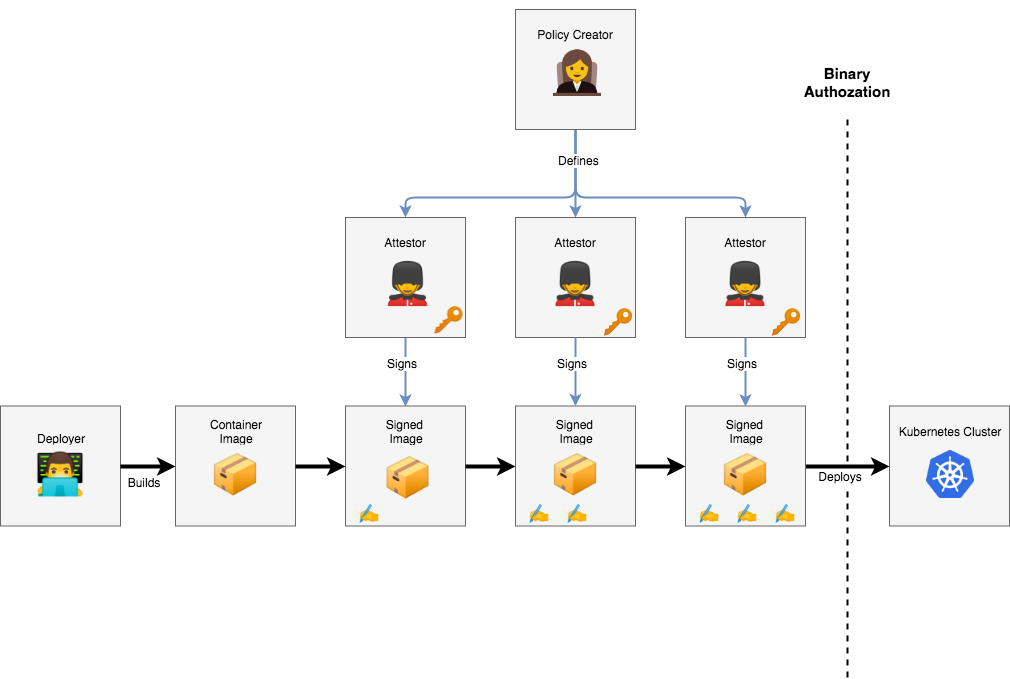 Policy Creator
Binary
Authozation
Defines
Attestor
Attestor
Attestor
Signs
Signs
Signs
Deployer
Builds
Container
Image
Signed
Image
Signed
Image
Signed
Image
Deploys
Kubernetes Cluster